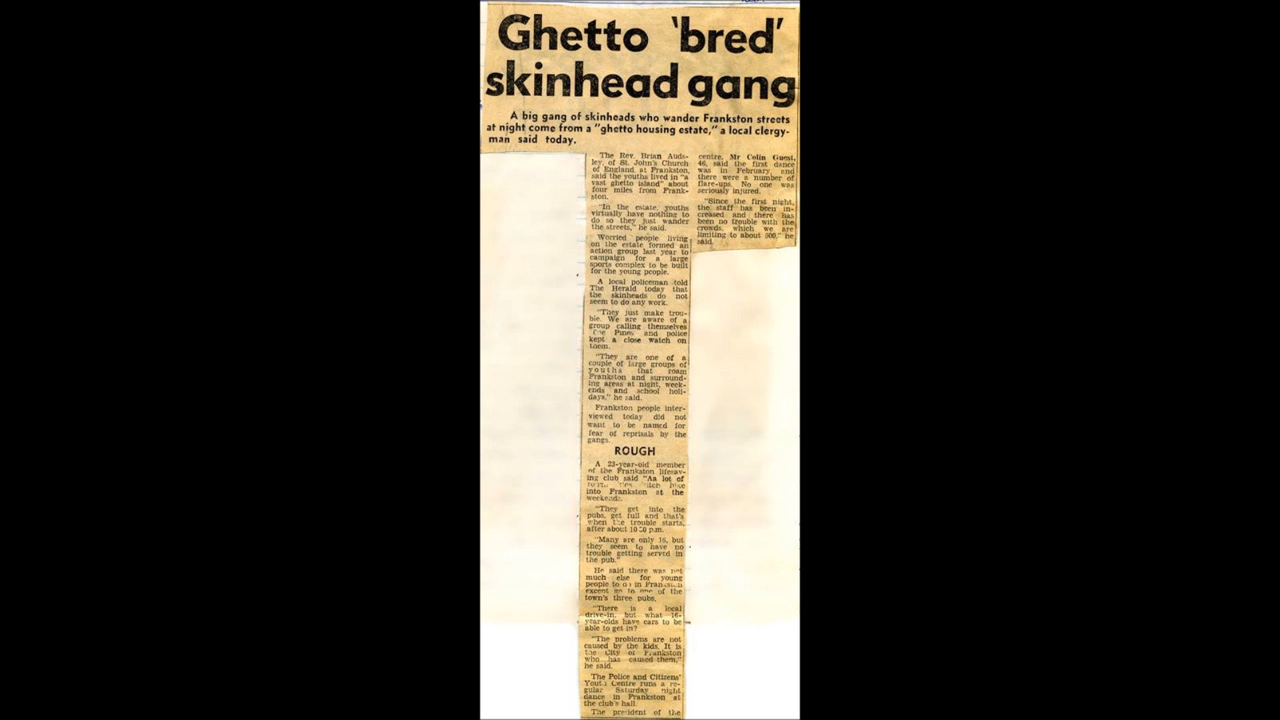 Ghetto 'bred'
skinhead gang
A big gang of skinheads who wander Frankston streets
at night come from a "ghetto housing estate," a local clergy-
man said today.
The Rev. Brian Auds-
ley, of St. John's Church
of England, at Frankston,
said the youths lived in "a
vast ghetto island" about
four miles from Frank-
ston.
"In the estate, youths
virtually have nothing to
do so they just wander
the streets," he said.
Worried people living
on the estate formed an
action group last year to
campaign for a large
sports complex to be built
for the young people.
A local policeman told
The Herald today that
the skinheads do not
seem to do any work.
"They just make trou-
ble. We are aware of a
group calling themselves
Pines and police
kept a close watch on
them.
"They are one of a
couple of large groups of
youths that roam
Frankston and surround-
ing areas at night, week-
ends and school holi-
days," he said.
Frankston people inter-
viewed today did not
want to be named for
fear of reprisals by the
gangs.
ROUGH
A 23-year-old member
of the Frankston lifesav-
ing club said "Aa lot of
into Frankston at the
weekends.
"They get into the
pubs, get full and that's
when the trouble starts,
after about p.m.
"Many are only 16, but
they seem to have no
trouble getting served in
the pub."
He said there was not
much else for young
people to do in Frankston
except go to one of the
town's three pubs.
"There is a local
drive-in, but what 16-
year-olds have cars to be
able to get in?
"The problems are not
caused by the kids. It is
the City of Frankston
who has caused them,"
he said.
The Police and Citizens'
Youth Centre runs a re-
gular Saturday night
dance in Frankston at
the club's hall.
The president of the
centre, Mr Colin Guest,
46, said the first dance
was in February, and
there were a number of
flare-ups. No one was
seriously injured.
"Since the first night,
the staff has been in-
creased and there has
been no trouble with the
crowds, which we are
limiting to about 500," he
said.